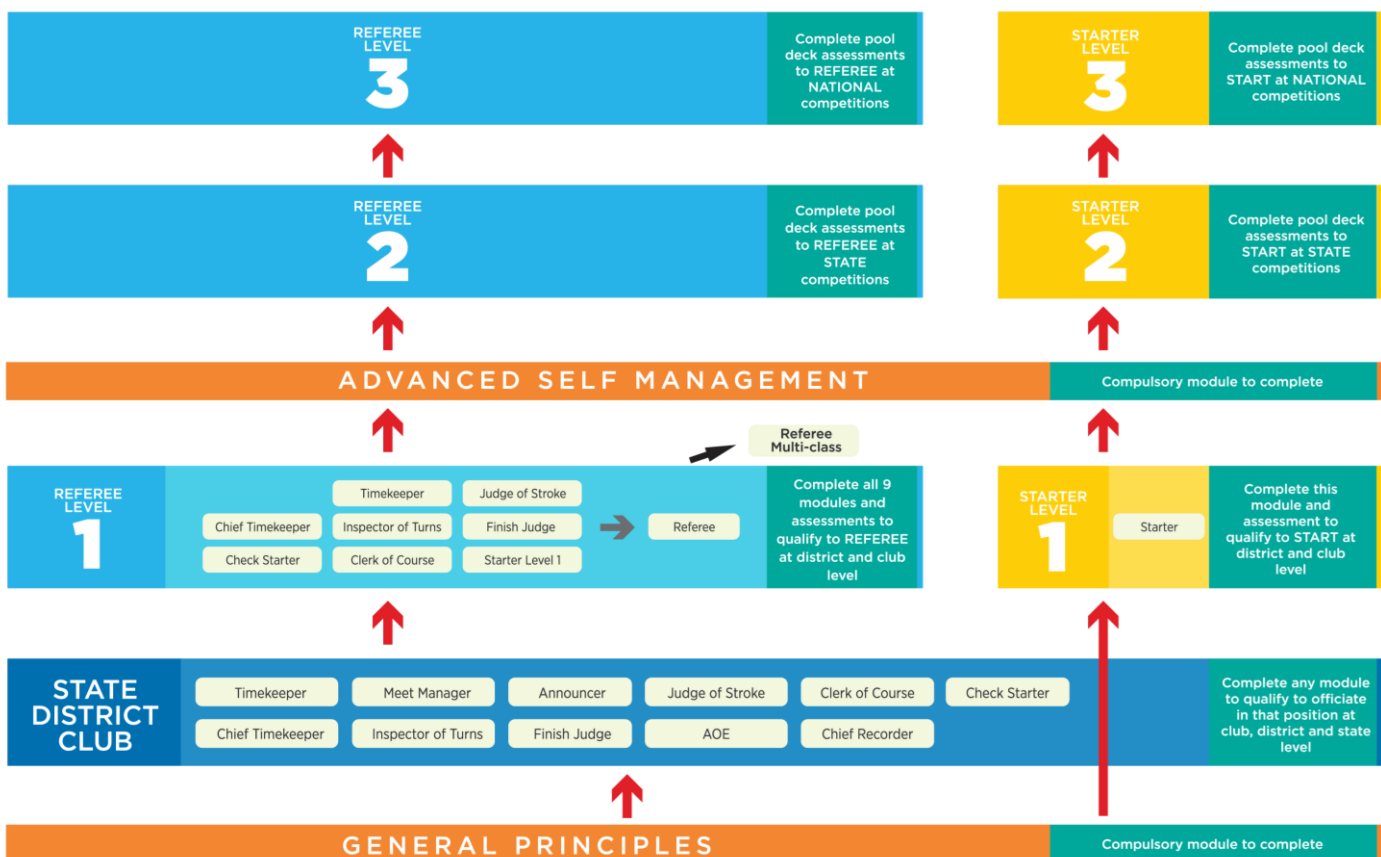 REFEREE
LEVEL
3
Complete pool
deck assessments
to REFEREE at
NATIONAL
competitions
STARTER
LEVEL
3
Complete pool deck
assessments to
START at NATIONAL
competitions
REFEREE
LEVEL
2
Complete pool
deck assessments
to REFEREE at
STATE
competitions
STARTER
LEVEL
2
Complete pool deck
assessments to
START at STATE
competitions
ADVANCED SELF MANAGEMENT
Compulsory module to complete
Referee
Multi-class
REFEREE
LEVEL
1
Timekeeper
Judge of Stroke
Chief Timekeeper
Inspector of Turns
Finish Judge
Check Starter
Clerk of Course
Starter Level 1
Referee
Complete all 9
modules and
assessments to
qualify to REFEREE
at district and club
level
STARTER
LEVEL
1
Starter
Complete this
module and
assessment to
qualify to START at
district and club
level
STATE
DISTRICT
CLUB
Timekeeper
Meet Manager
Announcer
Judge of Stroke
Clerk of Course
Check Starter
Chief Timekeeper
Inspector of Turns
Finish Judge
AOE
Chief Recorder
Complete any module
to qualify to officiate
in that position at
club, district and state
level
GENERAL PRINCIPLES
Compulsory module to complete